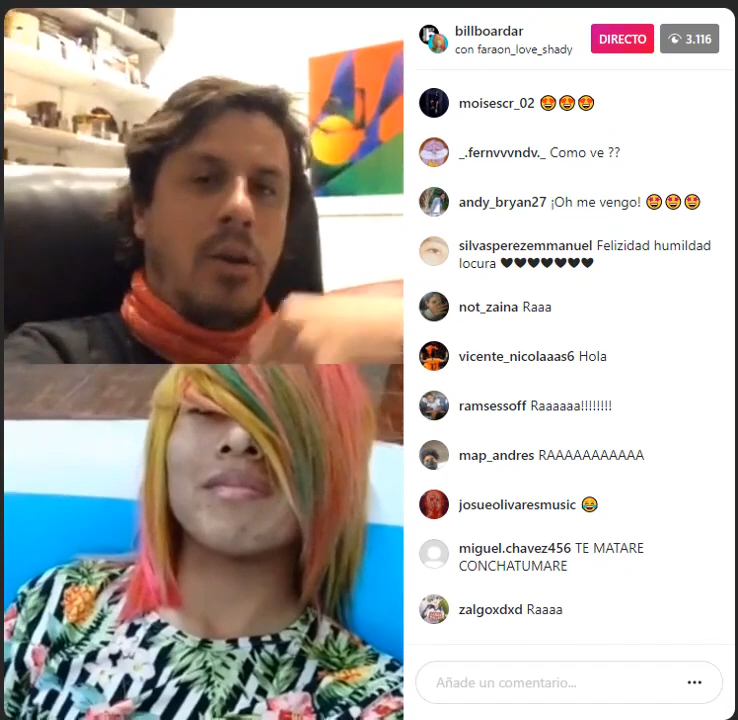 billboardar
con faraon_love_shady
DIRECTO
3.116
moisescr_02 🤩🤩🤩
_.fernvvvndv._ Como ve ??
andy_bryan27 ¡Oh me vengo! 🤩🤩🤩
silvasperezemmanuel Felizidad humildad
locura 🖤🖤🖤🖤🖤🖤🖤
not_zaina Raaa
vicente_nicolaaas6 Hola
ramsessoff Raaaaaa!!!!!!!!
map_andres RAAAAAAAAAAA
josueolivaresmusic 😂
miguel.chavez456 TE MATARE
CONCHATUMARE
zalgoxdxd Raaaa
Añade un comentario...